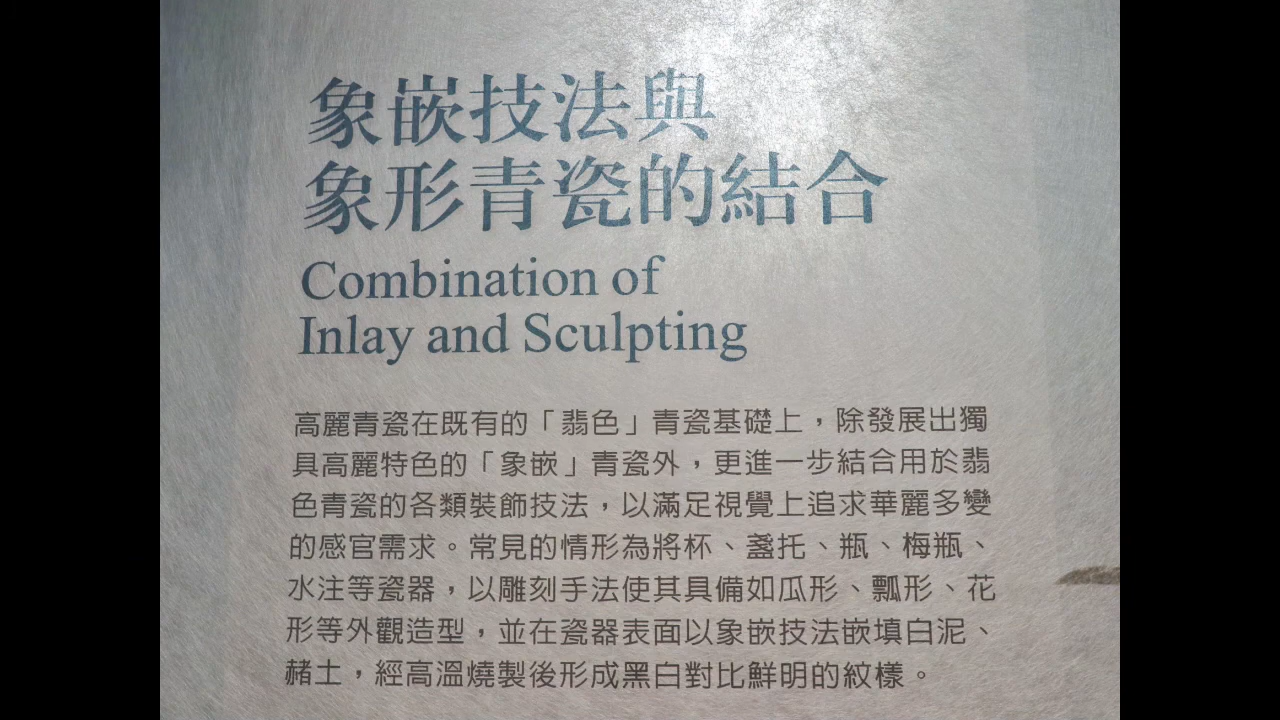 象嵌技法與
象形青瓷的結合
Combination of
Inlay and Sculpting
高麗青瓷在既有的「翡色」青瓷基礎上，除發展出獨
具高麗特色的「象嵌」青瓷外，更進一步結合用於翡
色青瓷的各類裝飾技法，以滿足視覺上追求華麗多變
的感官需求。常見的情形為將杯、盞托、瓶、梅瓶、
水注等瓷器，以雕刻手法使其具備如瓜形、瓢形、花
形等外觀造型，並在瓷器表面以象嵌技法嵌填白泥、
赭土，經高溫燒製後形成黑白對比鮮明的紋樣。